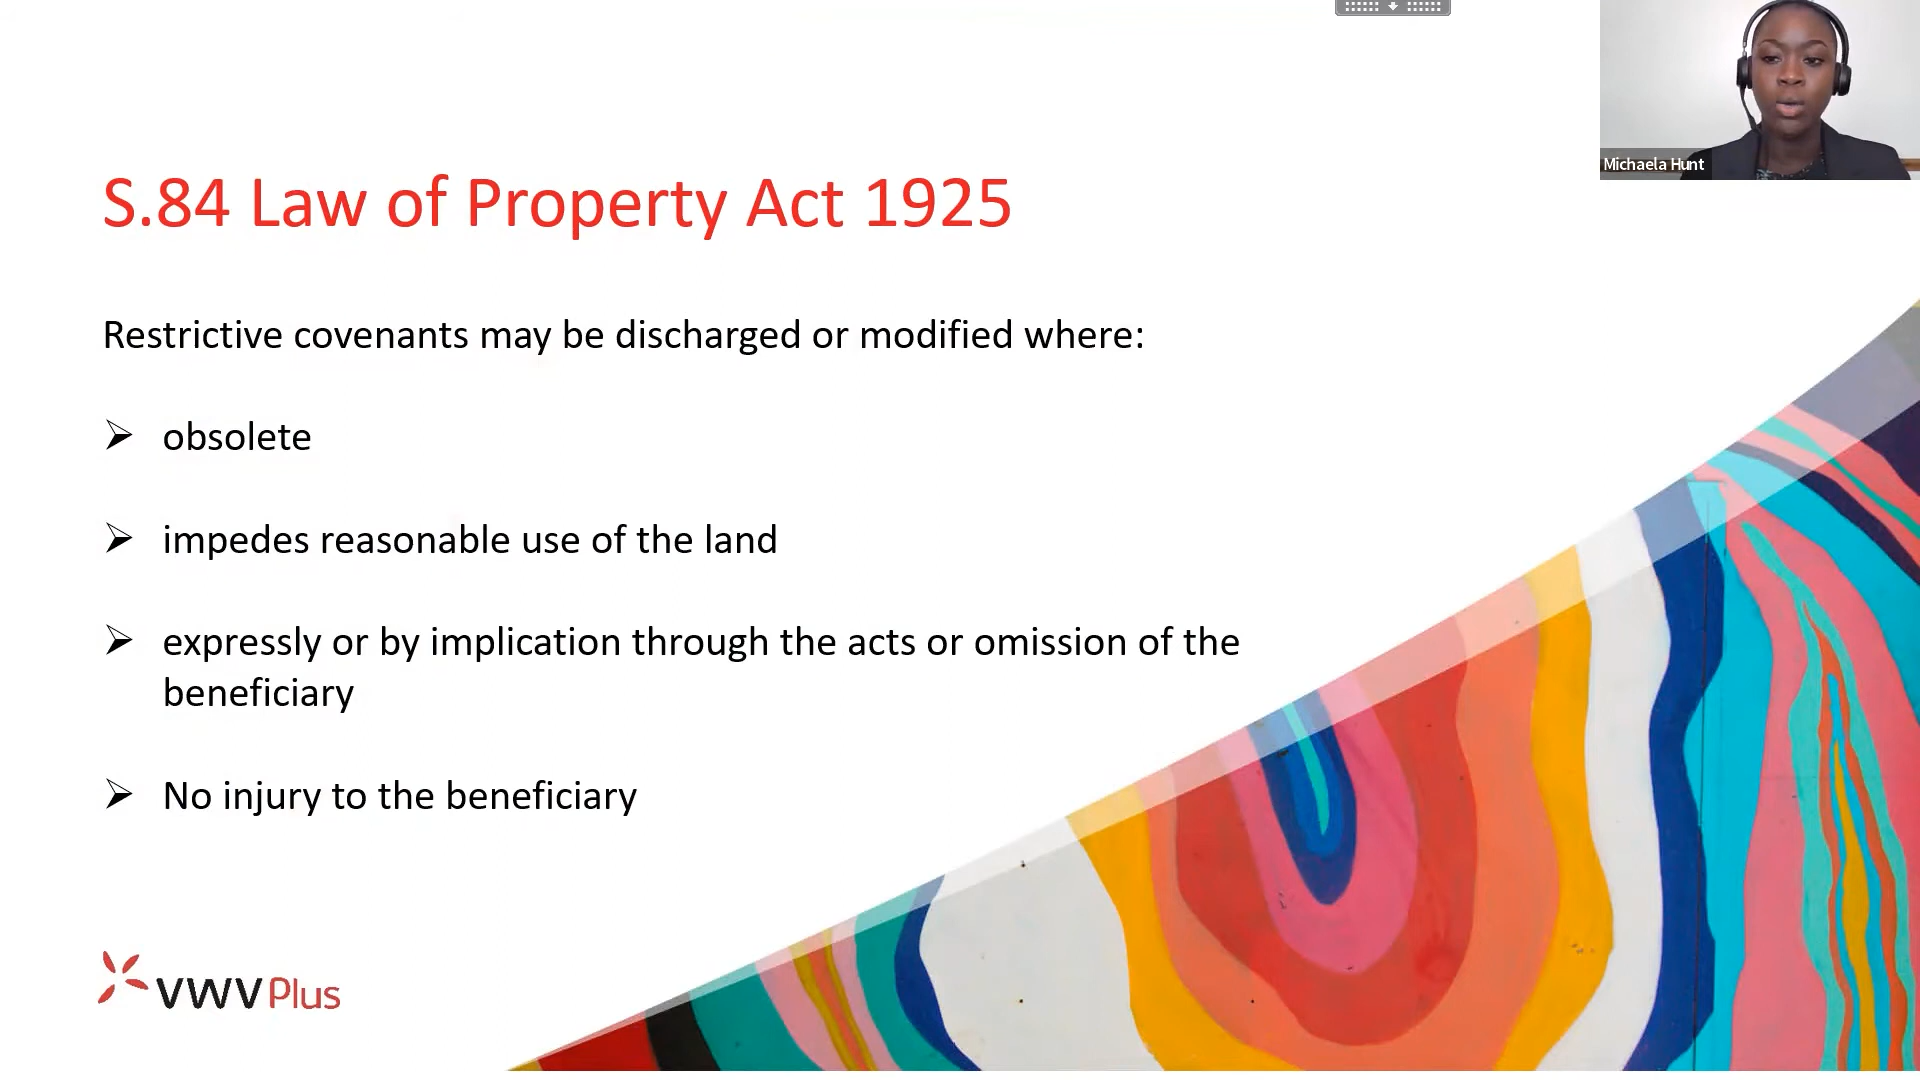 Michaela Hunt
S.84 Law of Property Act 1925
Restrictive covenants may be discharged or modified where:
obsolete
impedes reasonable use of the land
expressly or by implication through the acts or omission of the
beneficiary
No injury to the beneficiary
VWV Plus